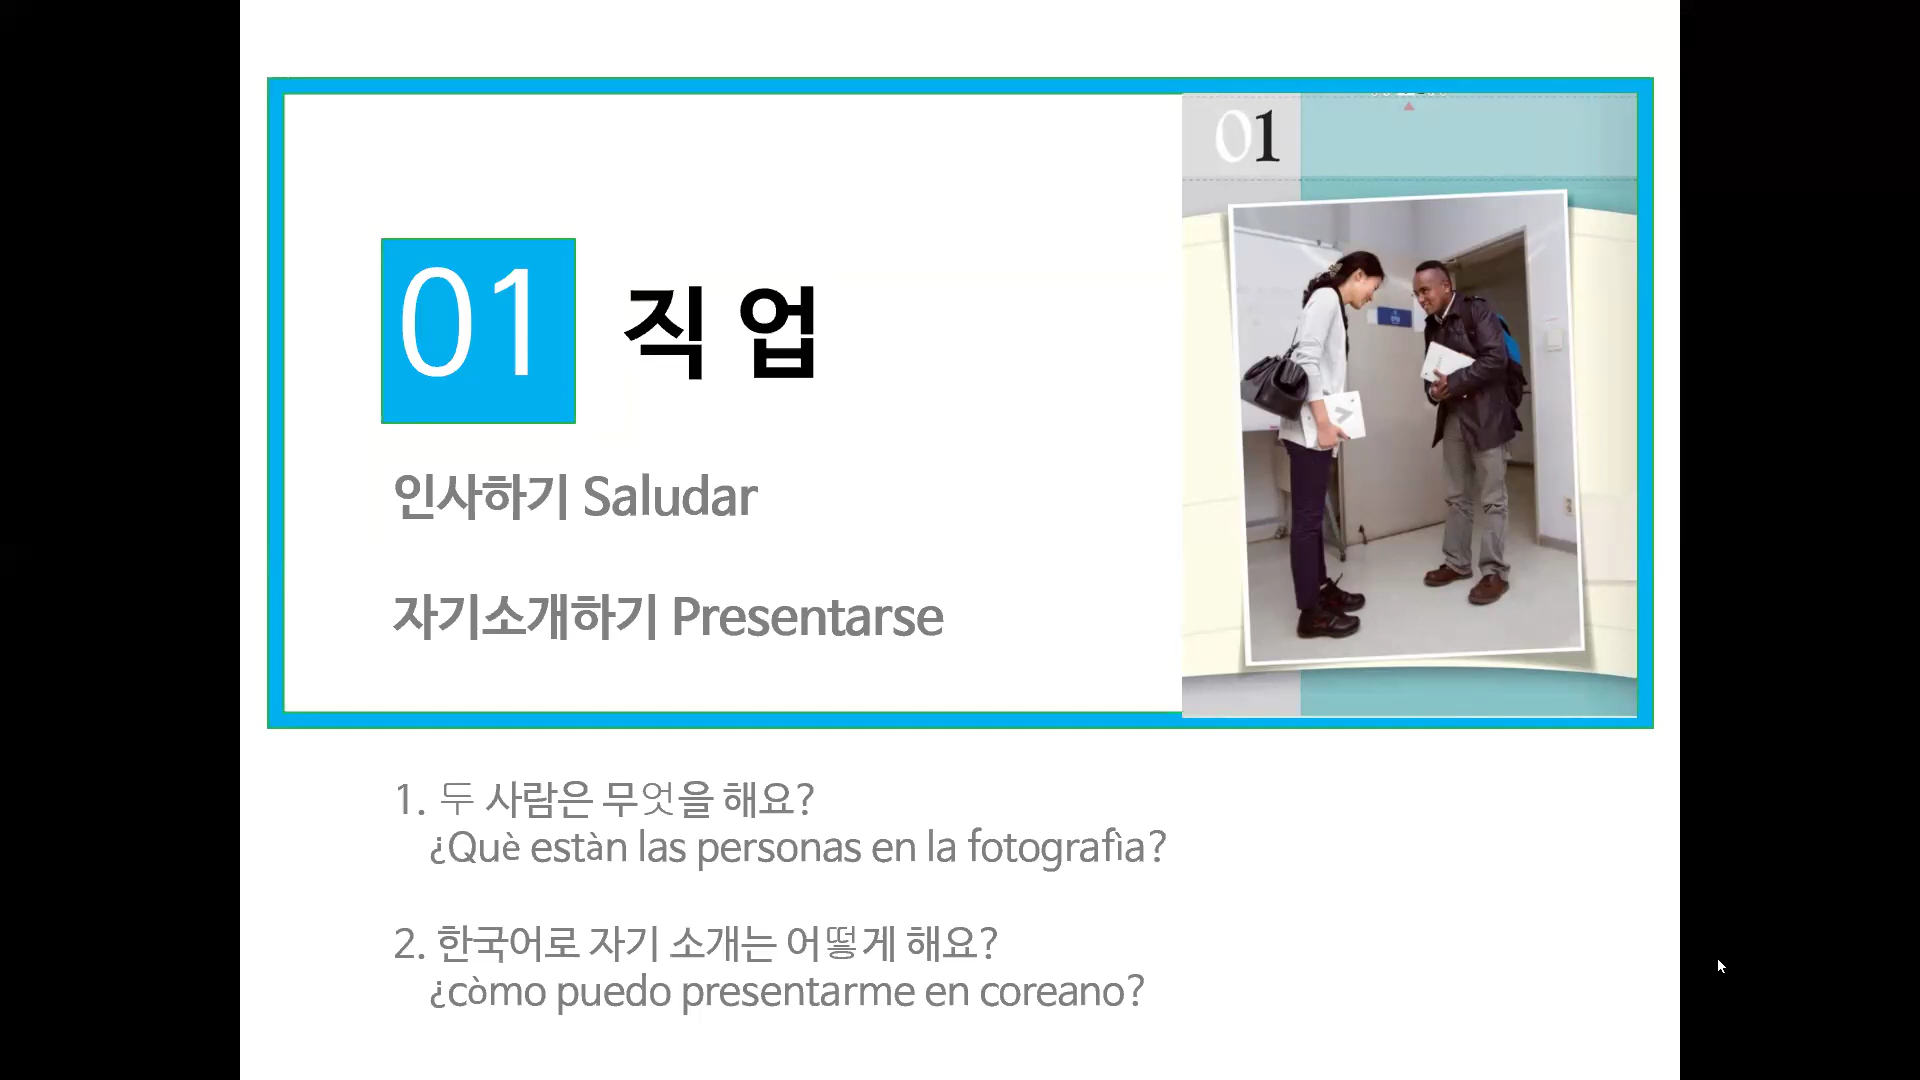 01 직 업
인사하기 Saludar
자기소개하기 Presentarse
01
1. 두 사람은 무엇을 해요?
¿Què estàn las personas en la fotografìa?
2. 한국어로 자기 소개는 어떻게 해요?
¿còmo puedo presentarme en coreano?